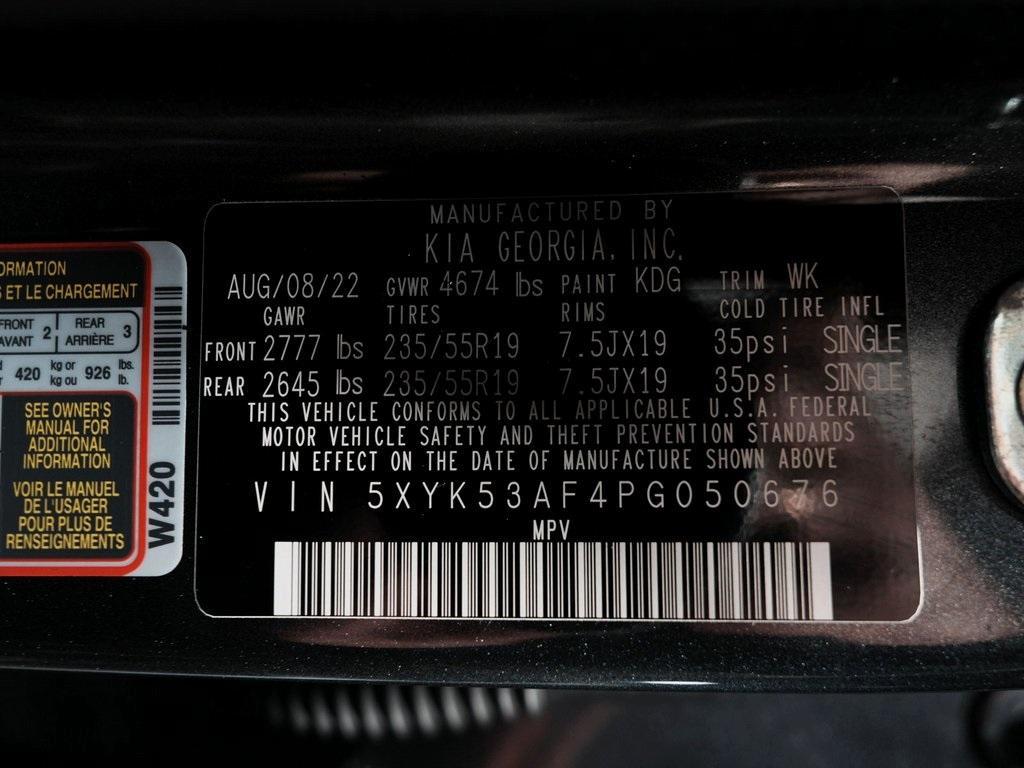 ORMATION
S ET LE CHARGEMENT
FRONT 2 REAR 3
AVANT ARRIÈRE
420 kg or 926 lbs.
kg ou lb.
SEE OWNER'S
MANUAL FOR
ADDITIONAL
INFORMATION
VOIR LE MANUEL
DE L'USAGER
POUR PLUS DE
RENSEIGNEMENTS
W420
MANUFACTURED BY
KIA GEORGIA, INC.
AUG/08/22 GVWR 4674 lbs PAINT KDG TRIM WK
GAWR TIRES RIMS COLD TIRE INFL
FRONT 2777 lbs 235/55R19 7.5JX19 35psi SINGLE
REAR 2645 lbs 235/55R19 7.5JX19 35psi SINGLE
THIS VEHICLE CONFORMS TO ALL APPLICABLE U.S.A. FEDERAL
MOTOR VEHICLE SAFETY AND THEFT PREVENTION STANDARDS
IN EFFECT ON THE DATE OF MANUFACTURE SHOWN ABOVE
VIN 5XYK53AF4PG050676
MPV